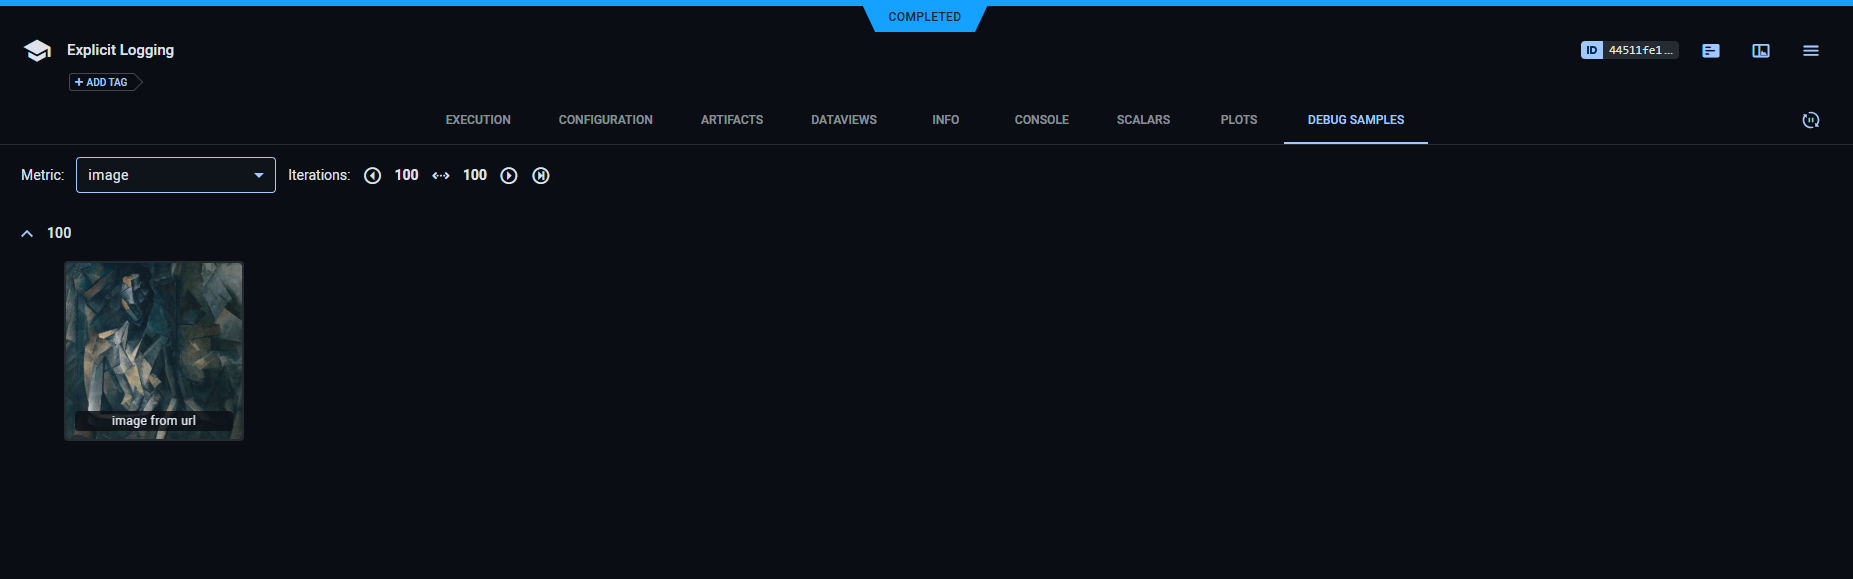 COMPLETED
Explicit Logging
ID 44511fe1 ...
+ ADD TAG
EXECUTION CONFIGURATION ARTIFACTS DATAVIEWS INFO CONSOLE SCALARS PLOTS DEBUG SAMPLES
Metric: image Iterations: 100 100
100
image from url